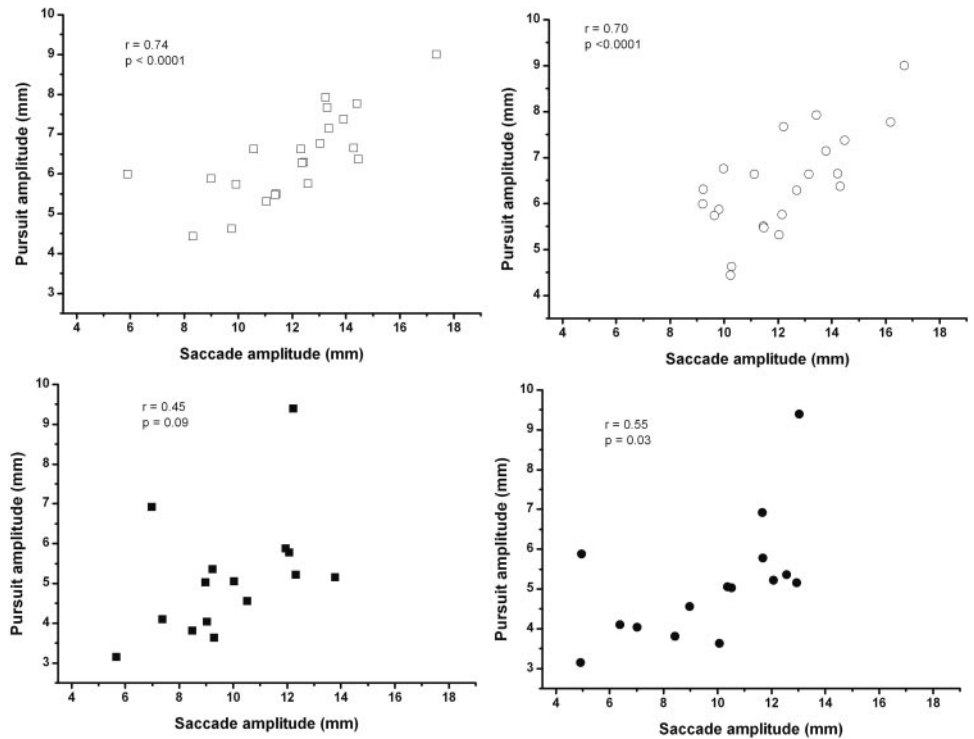 10
9
8
7
6
5
4
3
r = 0.74
p < 0.0001
Pursuit amplitude (mm)
4 6 8 10 12 14 16 18
Saccade amplitude (mm)
10
9
8
7
6
5
4
r = 0.70
p <0.0001
Pursuit amplitude (mm)
4 6 8 10 12 14 16 18
Saccade amplitude (mm)
10
9
8
7
6
5
4
3
r = 0.45
p = 0.09
Pursuit amplitude (mm)
4 6 8 10 12 14 16 18
Saccade amplitude (mm)
10
9
8
7
6
5
4
3
r = 0.55
p = 0.03
Pursuit amplitude (mm)
4 6 8 10 12 14 16 18
Saccade amplitude (mm)